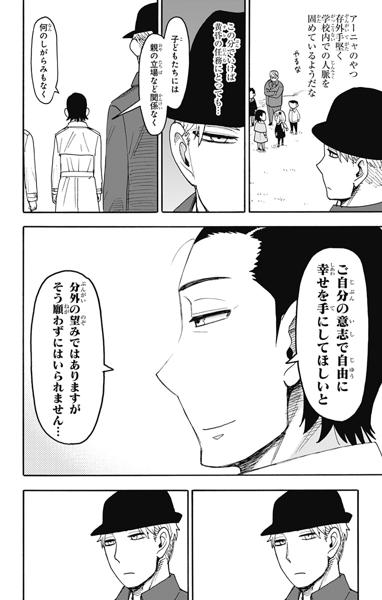 アーニャのやつ
存外手堅く
学校内での人脈を
固めているようだな
やるな
この分でいけば
黄昏の任務にとっても…
子どもたちには
親の立場など関係なく
何のしがらみもなく
ご自分の意志で自由に
幸せを手にしてほしいと
分外の望みではありますが
そう願わずにはいられません…